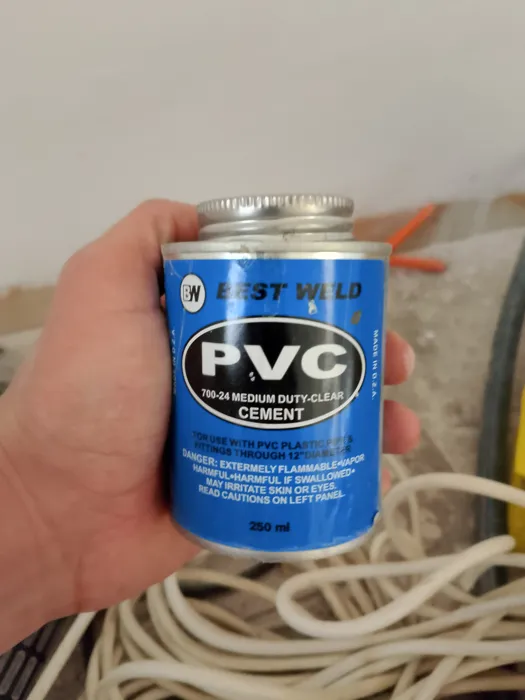 BW BEST WELD
PVC
700-24 MEDIUM DUTY-CLEAR
CEMENT
FOR USE WITH PVC PLASTIC PIPE &
FITTINGS THROUGH 12"DIAMETER
DANGER: EXTERMELY FLAMMABLE•VAPOR
HARMFUL•HARMFUL IF SWALLOWED•
MAY IRRITATE SKIN OR EYES.
READ CAUTIONS ON LEFT PANEL.
250 ml
MADE IN U.Z.A.